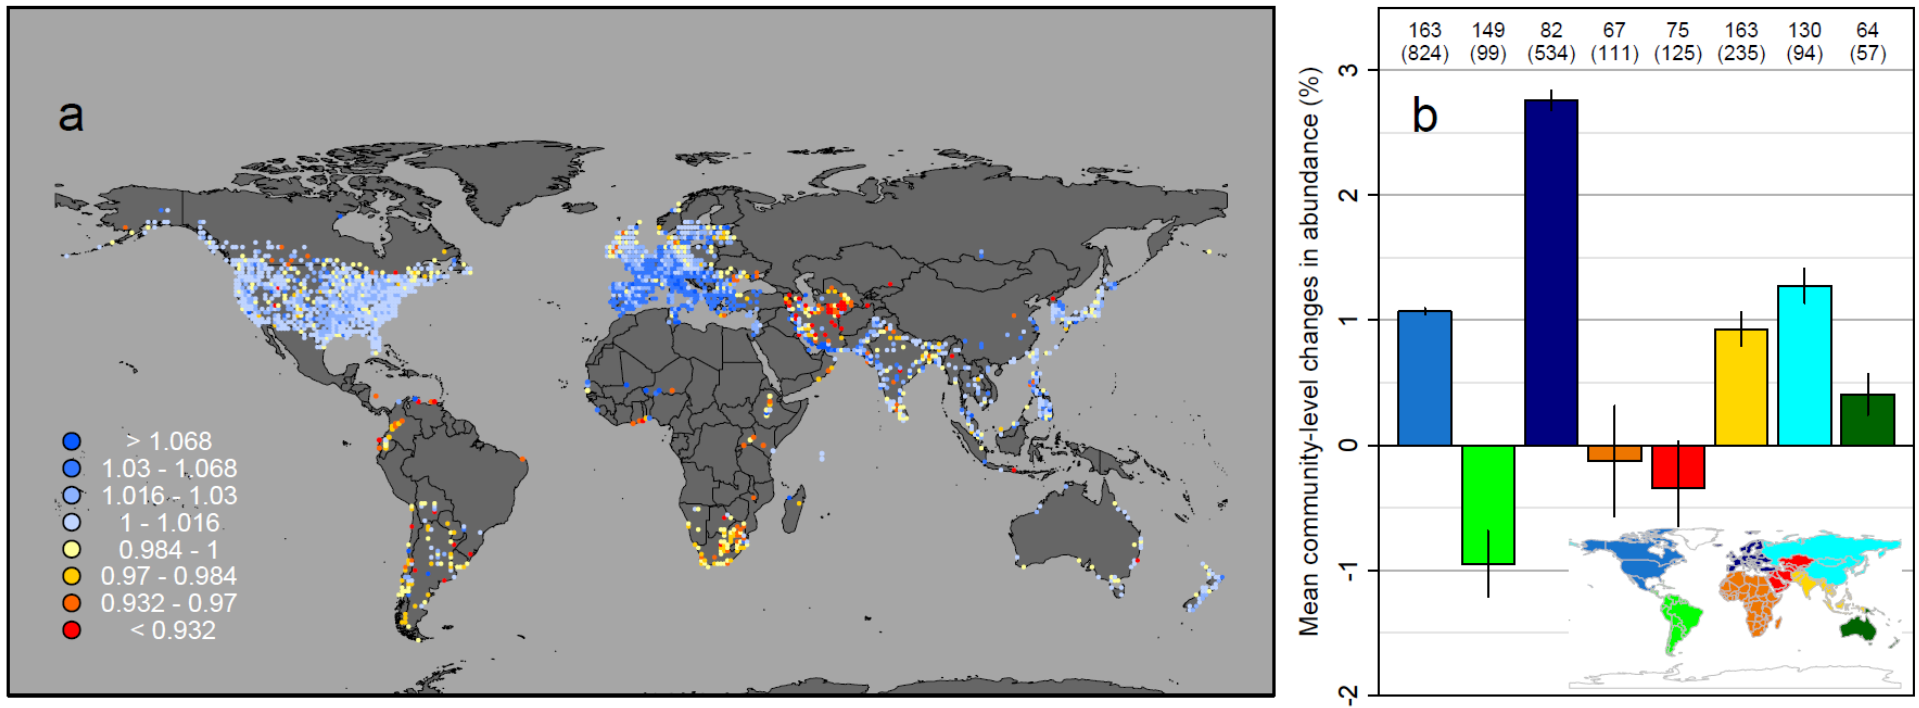 a
> 1.068
1.03 - 1.068
1.016 - 1.03
1 - 1.016
0.984 - 1
0.97 - 0.984
0.932 - 0.97
< 0.932
Mean community-level changes in abundance (%)
3
2
1
0
-1
-2
163 149 82 67 75 163 130 64
(824) (99) (534) (111) (125) (235) (94) (57)
b